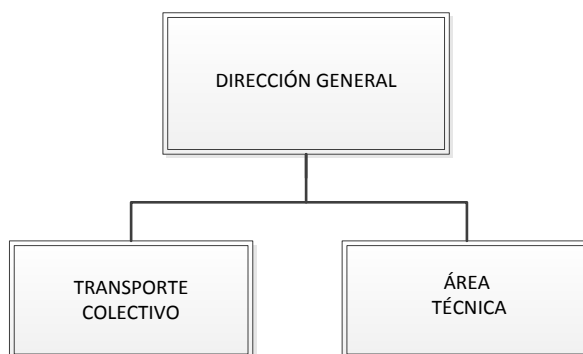 DIRECCIÓN GENERAL
TRANSPORTE
COLECTIVO
ÁREA
TÉCNICA